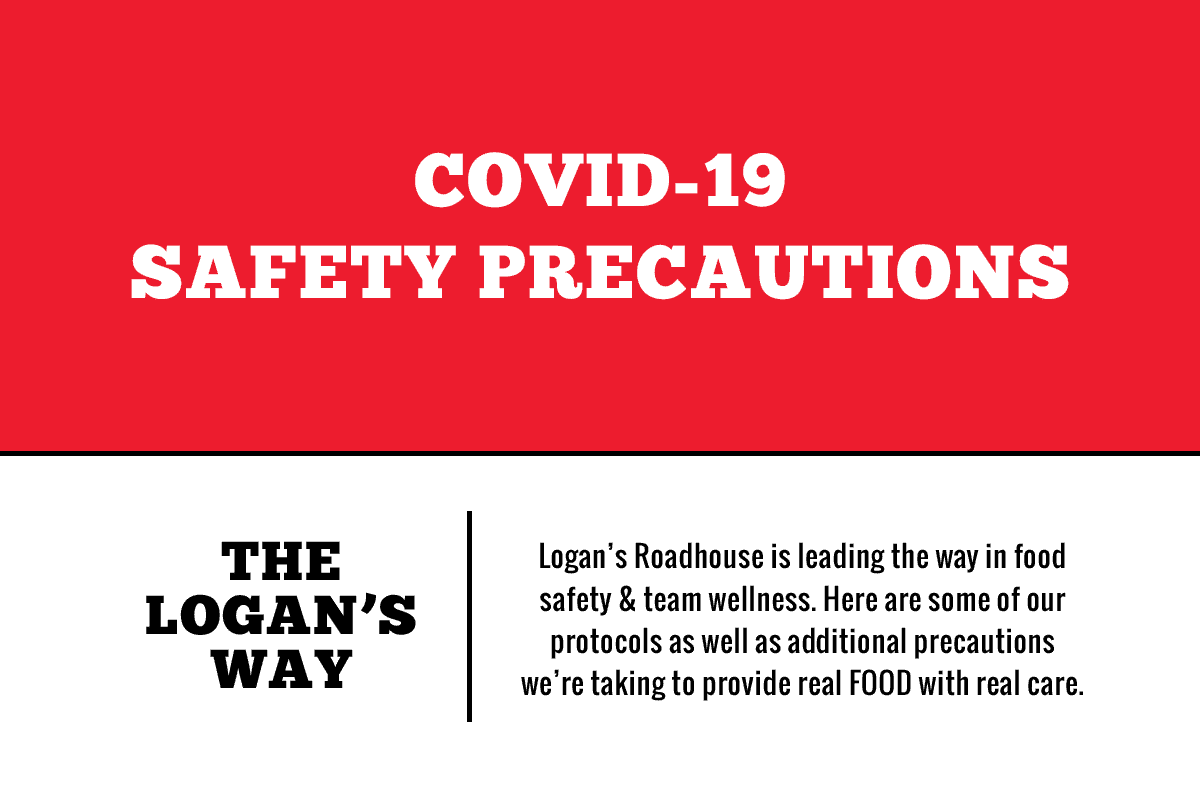 COVID-19
SAFETY PRECAUTIONS
THE
LOGAN’S
WAY
Logan’s Roadhouse is leading the way in food
safety & team wellness. Here are some of our
protocols as well as additional precautions
we’re taking to provide real FOOD with real care.